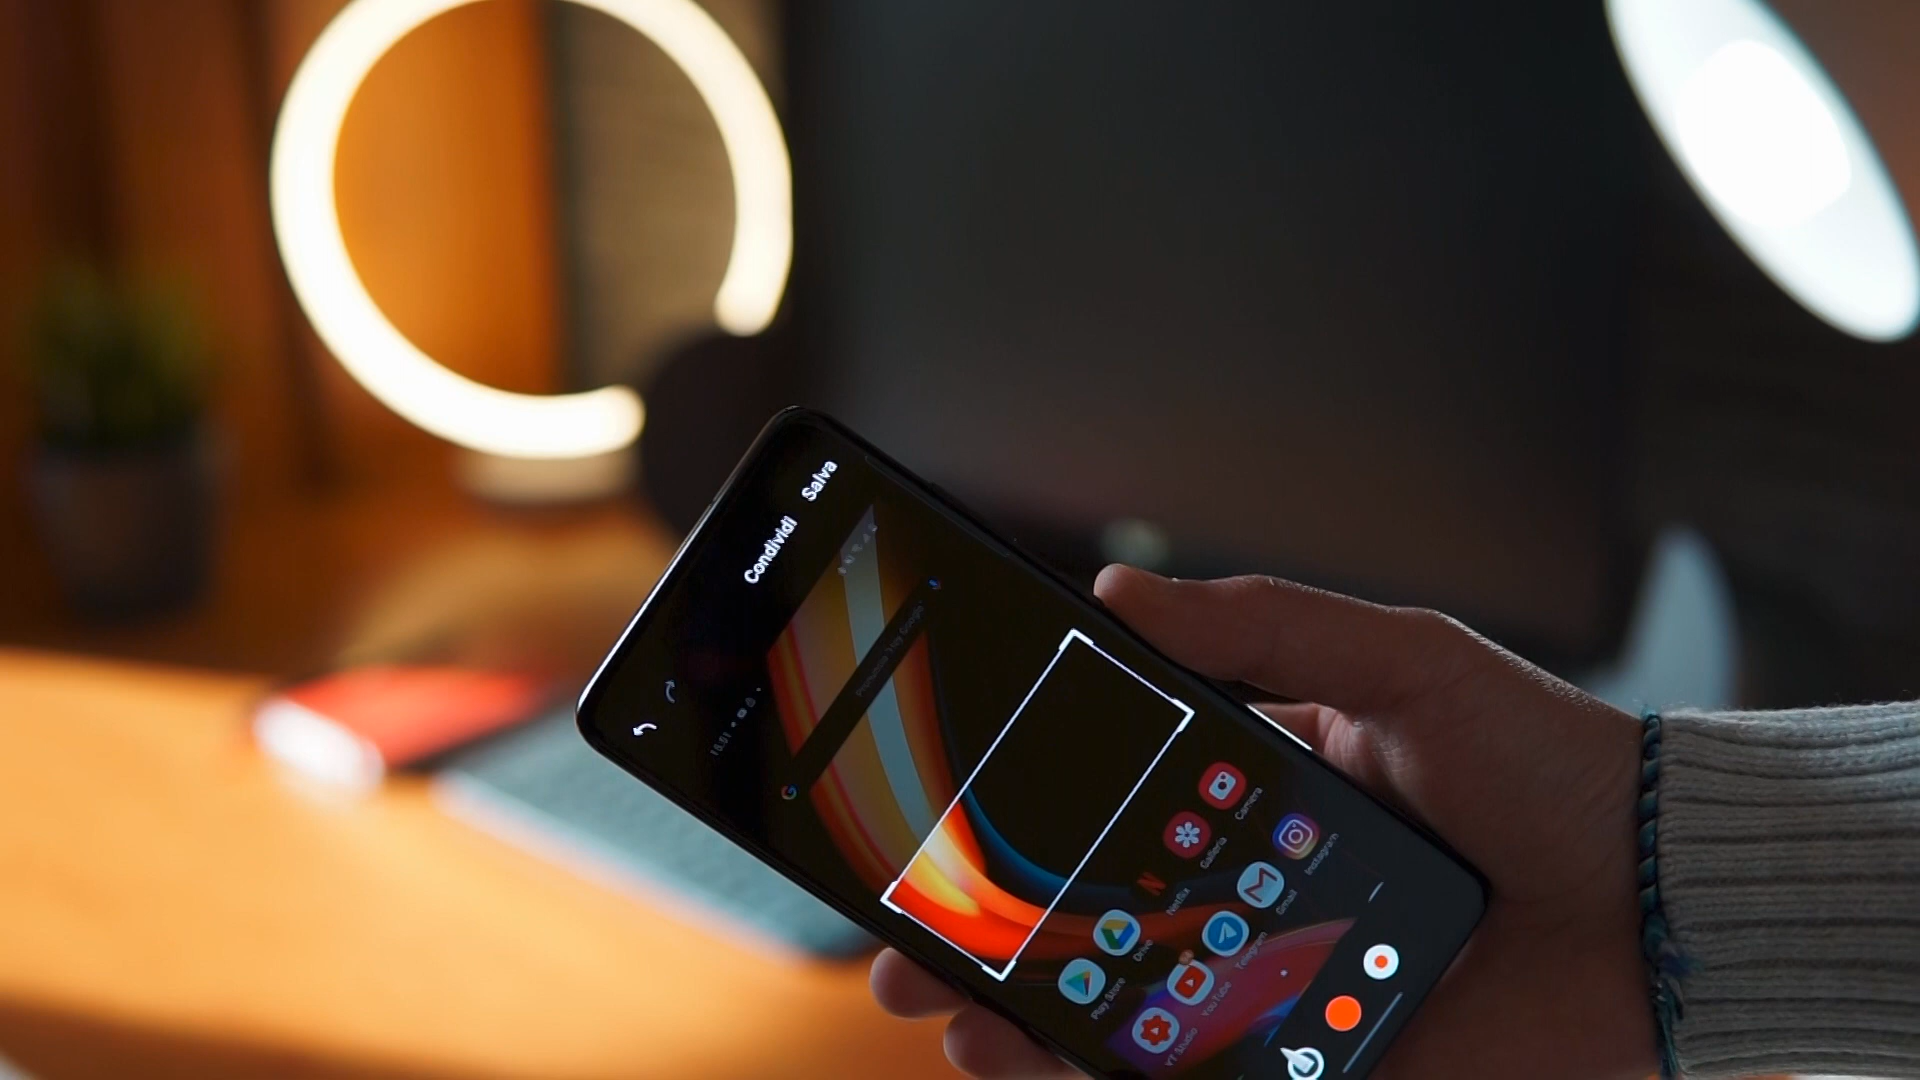 Condividi Salva
Camera
Galleria
Instagram
Netflix
Gmail
Drive
Telegram
Play Store
YouTube
YT Studio